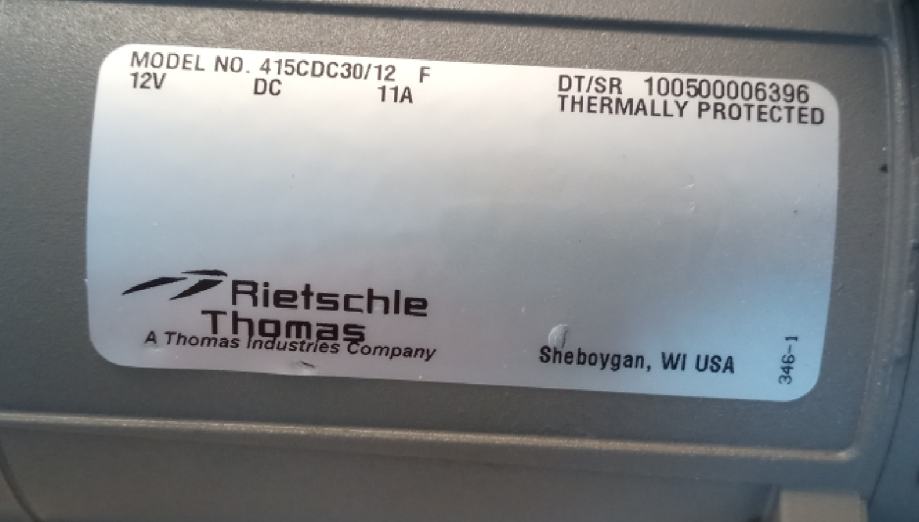 MODEL NO. 415CDC30/12 F
12V DC 11A
DT/SR 100500006396
THERMALLY PROTECTED
Rietschle
Thomas
A Thomas Industries Company
Sheboygan, WI USA
346-1